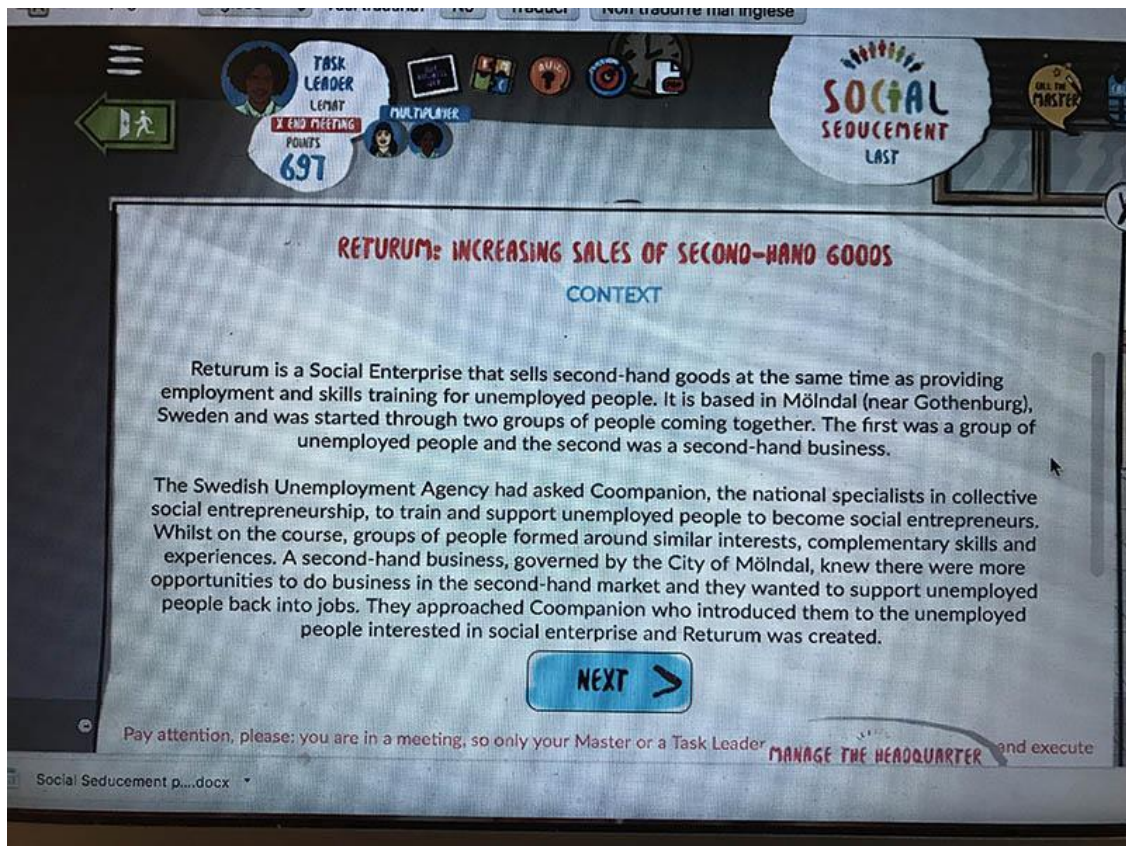 Non tradurre mai inglese
TASK
LEADER
LEMAT
X END MEETING
POINTS
697
MULTIPLAYER
QUIZ
SOCIAL
SEDUCEMENT
LAST
CALL THE
MASTER
RETURUM: INCREASING SALES OF SECOND-HAND GOODS
CONTEXT
Returum is a Social Enterprise that sells second-hand goods at the same time as providing
employment and skills training for unemployed people. It is based in Mölndal (near Gothenburg),
Sweden and was started through two groups of people coming together. The first was a group of
unemployed people and the second was a second-hand business.
The Swedish Unemployment Agency had asked Coompanion, the national specialists in collective
social entrepreneurship, to train and support unemployed people to become social entrepreneurs.
Whilst on the course, groups of people formed around similar interests, complementary skills and
experiences. A second-hand business, governed by the City of Mölndal, knew there were more
opportunities to do business in the second-hand market and they wanted to support unemployed
people back into jobs. They approached Coompanion who introduced them to the unemployed
people interested in social enterprise and Returum was created.
NEXT >
Pay attention, please: you are in a meeting, so only your Master or a Task Leader
MANAGE THE HEADQUARTER
and execute
Social Seducement p....docx